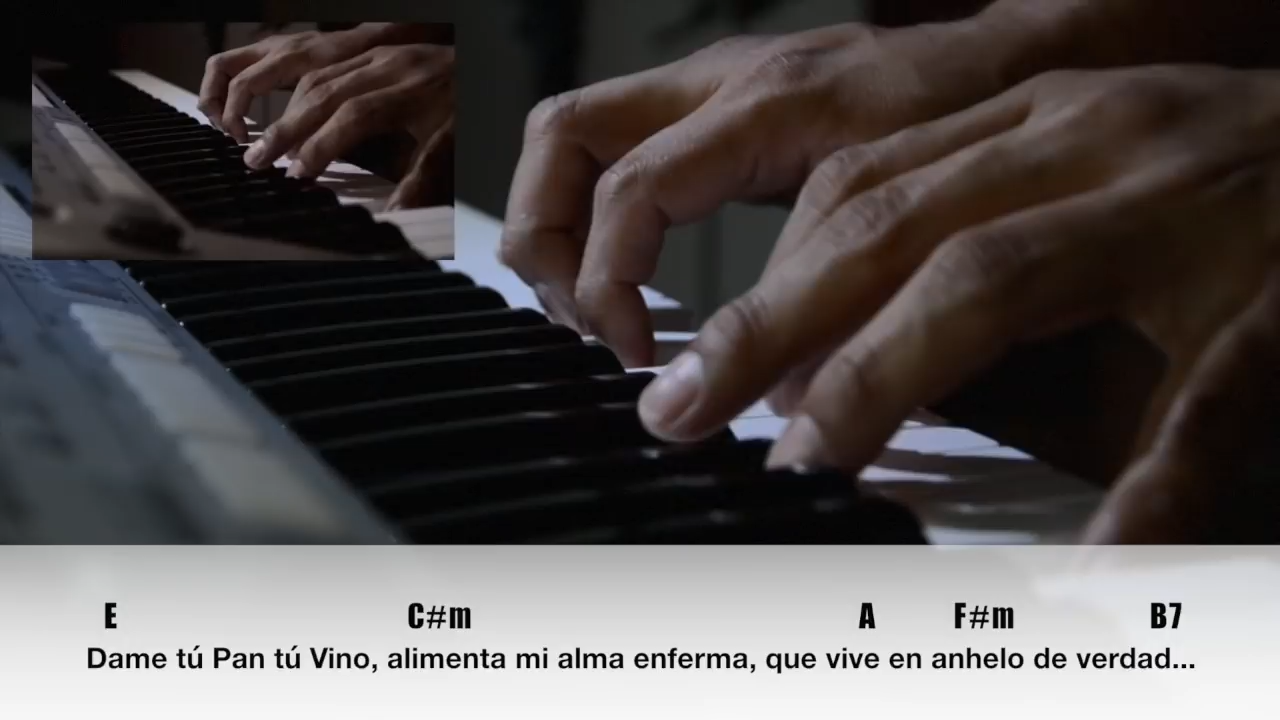 E C#m A F#m B7
Dame tú Pan tú Vino, alimenta mi alma enferma, que vive en anhelo de verdad...